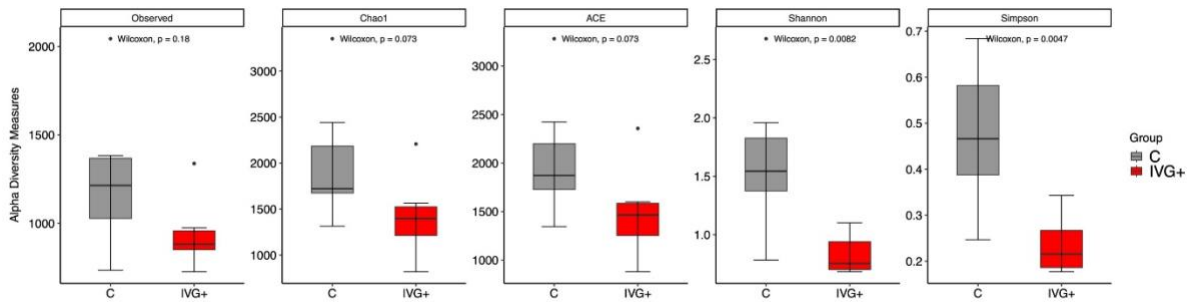 Observed
Chao1
ACE
Shannon
Simpson
Wilcoxon, p = 0.18
Wilcoxon, p = 0.073
Wilcoxon, p = 0.073
Wilcoxon, p = 0.0082
Wilcoxon, p = 0.0047
Alpha Diversity Measures
2000
1500
1000
3000
2500
2000
1500
1000
3000
2500
2000
1500
1000
2.5
2.0
1.5
1.0
0.7
0.6
0.5
0.4
0.3
0.2
C IVG+
C IVG+
C IVG+
C IVG+
C IVG+
Group
C
IVG+